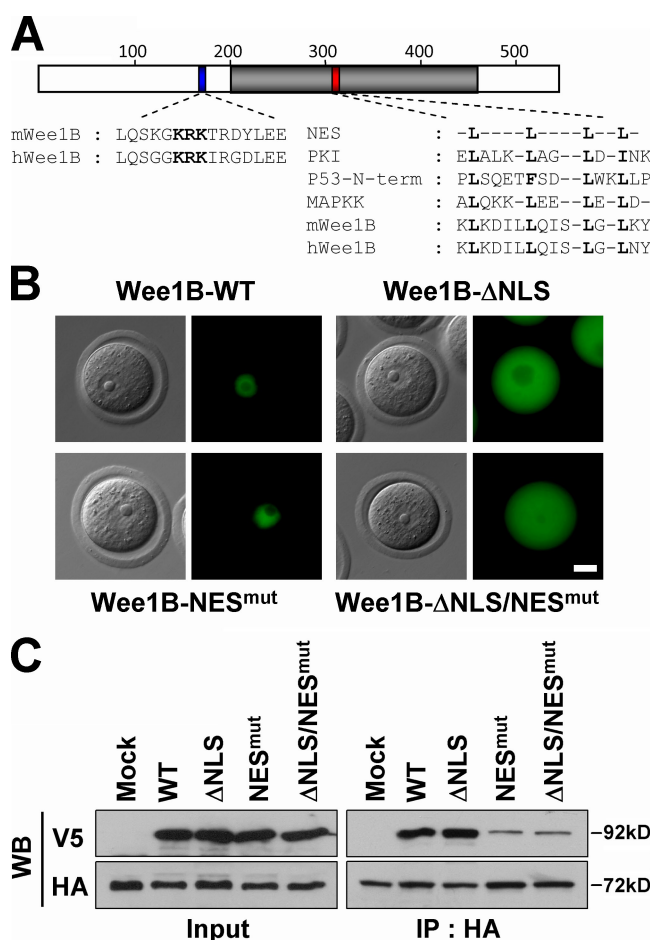 A
100 200 300 400 500
mWee1B : LQSKGKRKTRDYLEE
hWee1B : LQSGGKRKIRGDLEE
NES : -L----L---L--L-
PKI : ELALK-LAG--LD-INK
P53-N-term : PLSQETFSD--LWKLLP
MAPKK : ALQKK-LEE--LE-LD-
mWee1B : KLKDILLQIS-LG-LKY
hWee1B : KLKDILLQIS-LG-LNY
B
Wee1B-WT Wee1B-ΔNLS
Wee1B-NESmut Wee1B-ΔNLS/NESmut
C
Mock WT ΔNLS NESmut ΔNLS/NESmut Mock WT ΔNLS NESmut ΔNLS/NESmut
WB
V5 –92kD
HA –72kD
Input IP : HA